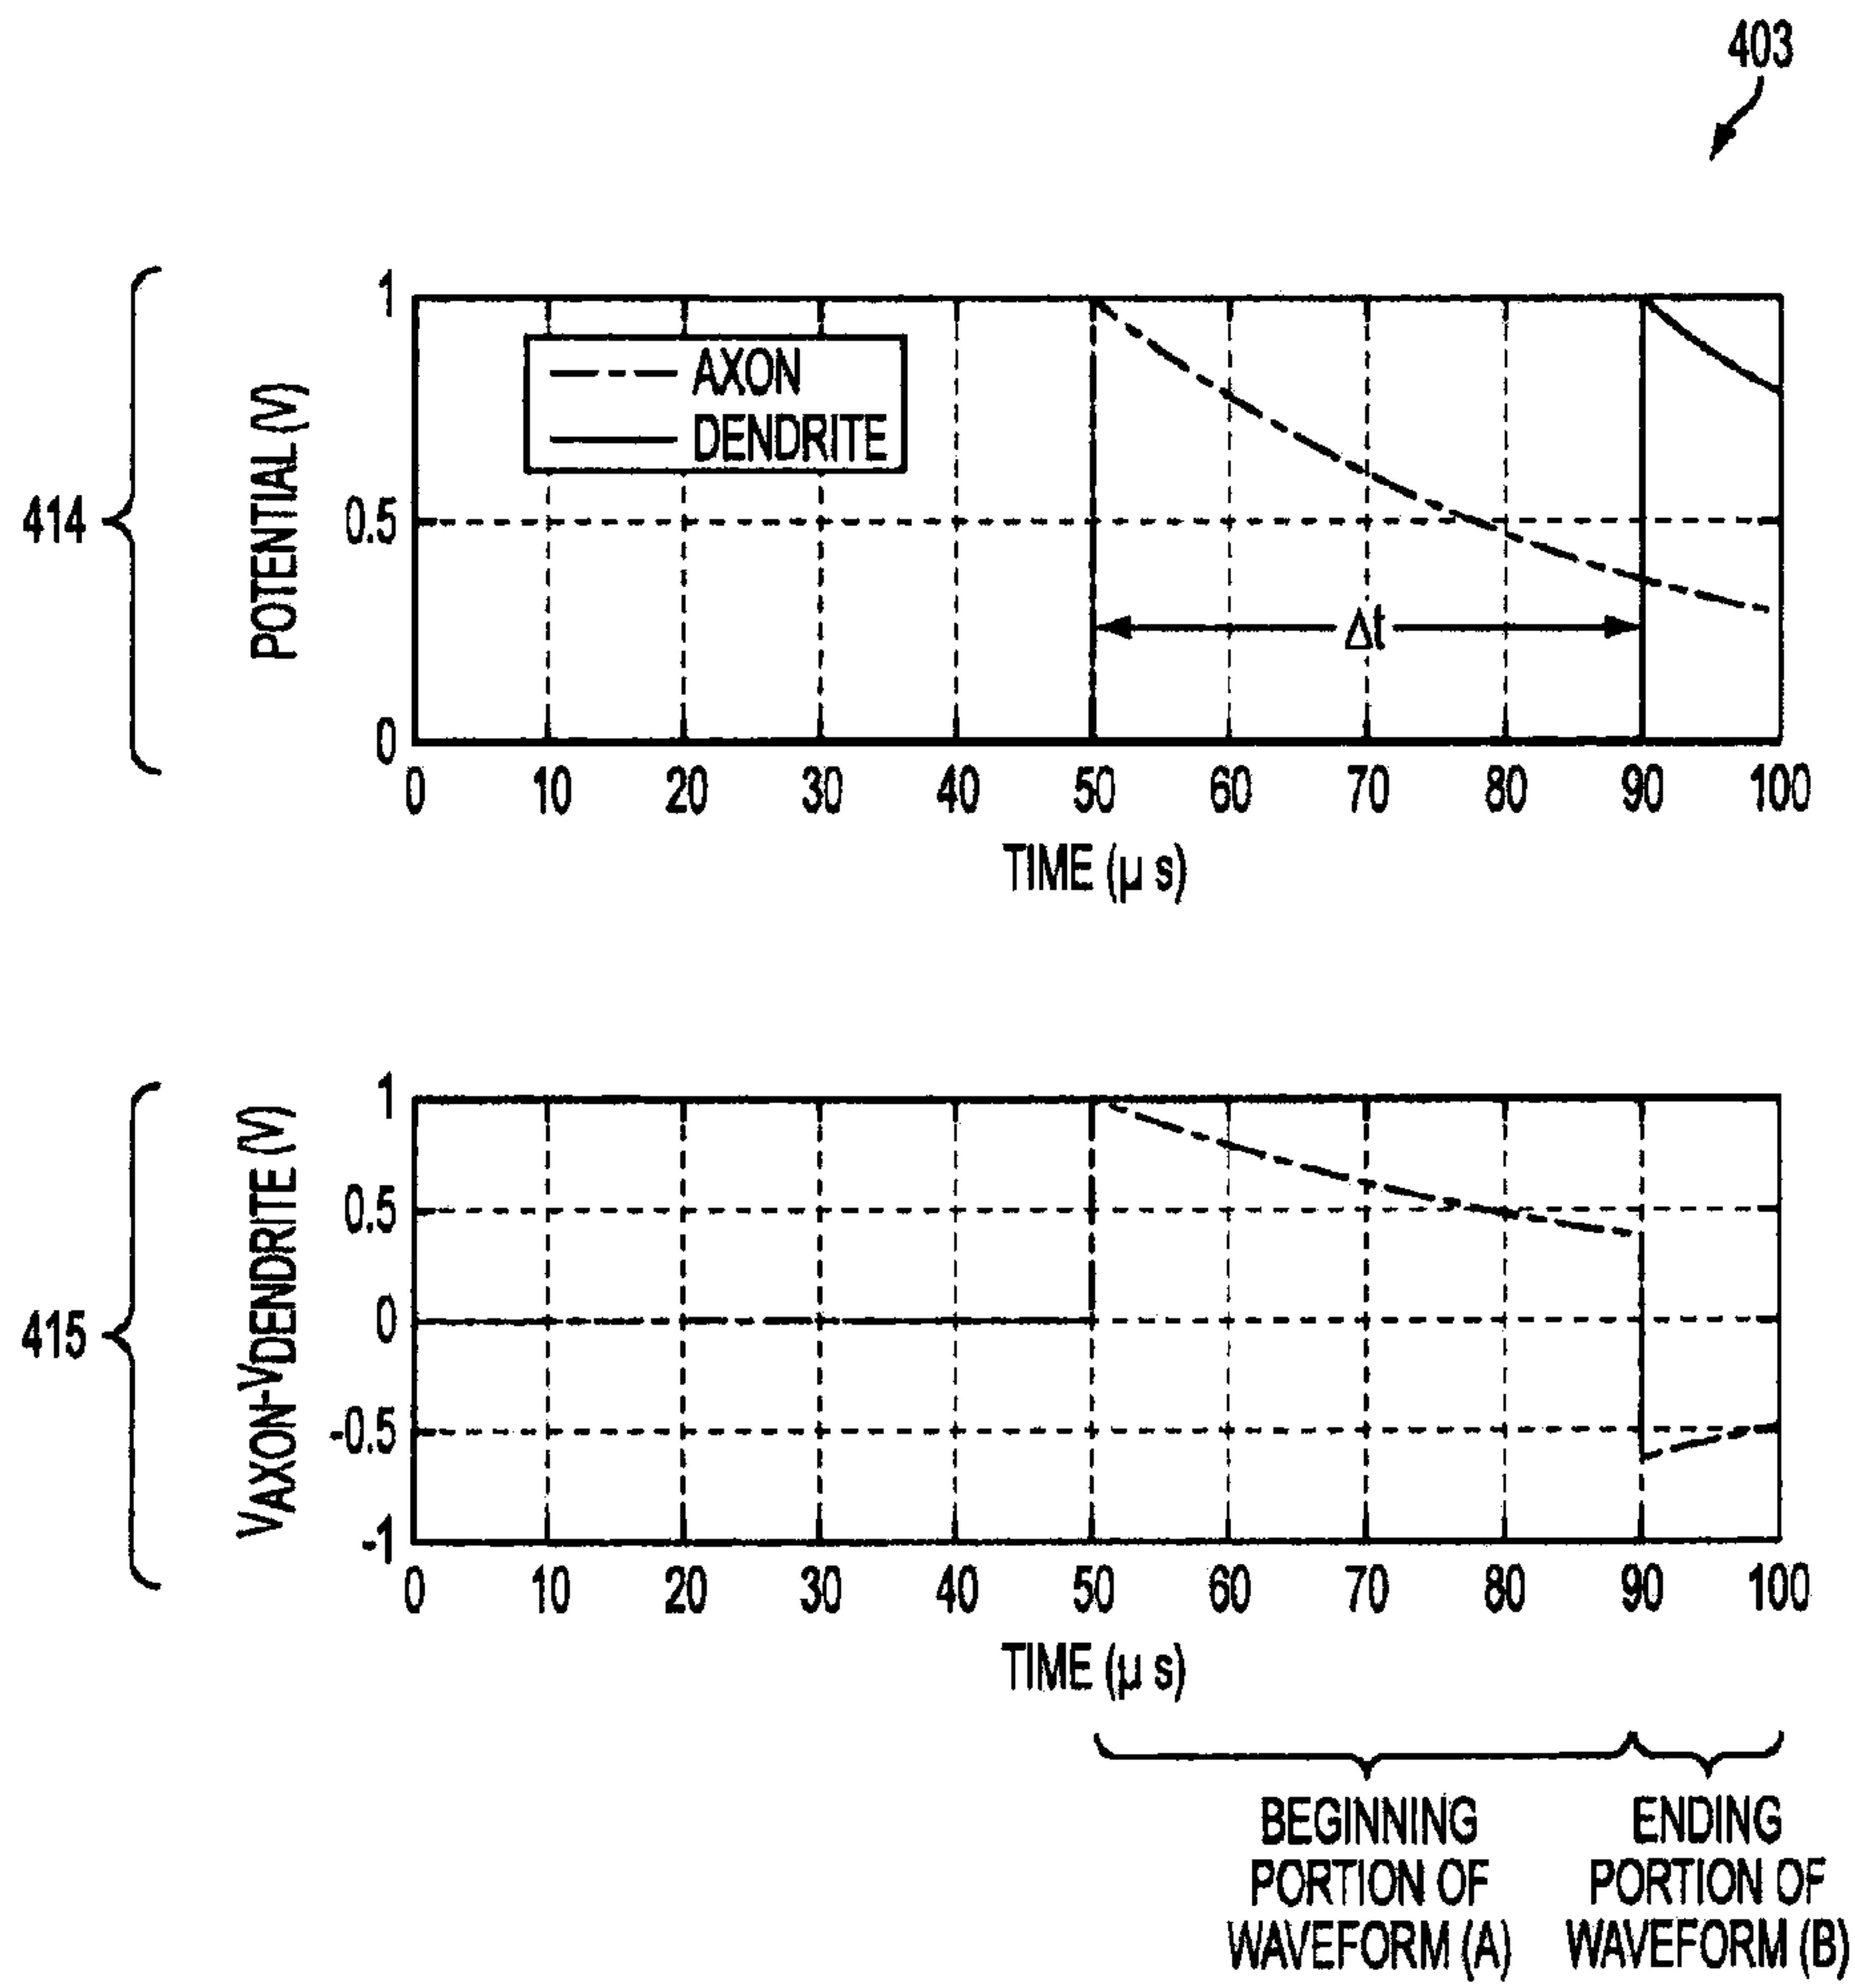 403
414
POTENTIAL (V)
1
0.5
0
AXON
DENDRITE
Δt
0 10 20 30 40 50 60 70 80 90 100
TIME (μ s)
415
VAXON-VDENDRITE (V)
1
0.5
0
-0.5
-1
0 10 20 30 40 50 60 70 80 90 100
TIME (μ s)
BEGINNING
PORTION OF
WAVEFORM (A)
ENDING
PORTION OF
WAVEFORM (B)